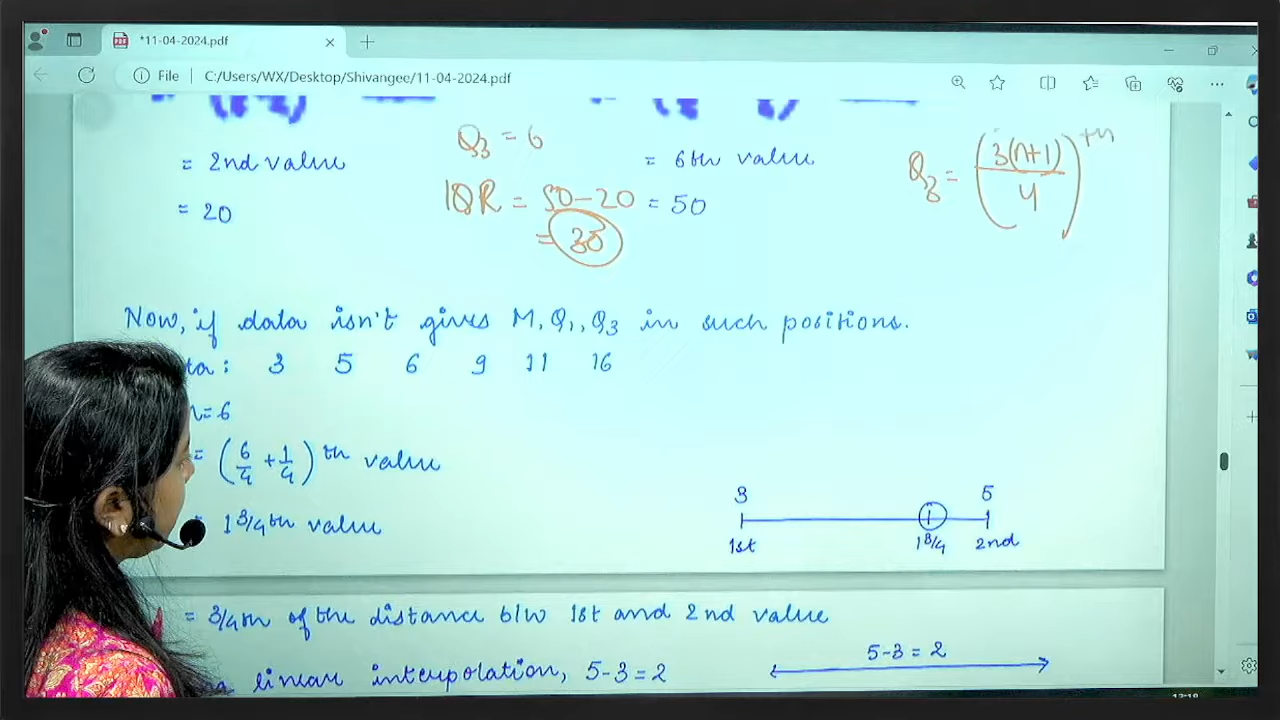 *11-04-2024.pdf
File C:/Users/WX/Desktop/Shivangee/11-04-2024.pdf
Q3 = 6
= 2nd value
= 6th value
Q3 = (3(n+1)/4)th
IQR = 50-20
= 50
= 20
= 30
Now, if data isn't gives M, Q1, Q3 in such positions.
: 3 5 6 9 11 16
n=6
= (6/4 + 1/4)th value
3 5
1 3/4th value
1st 1 3/4 2nd
= 3/4th of the distance b/w 1st and 2nd value
5-3 = 2
linear interpolation, 5-3 = 2